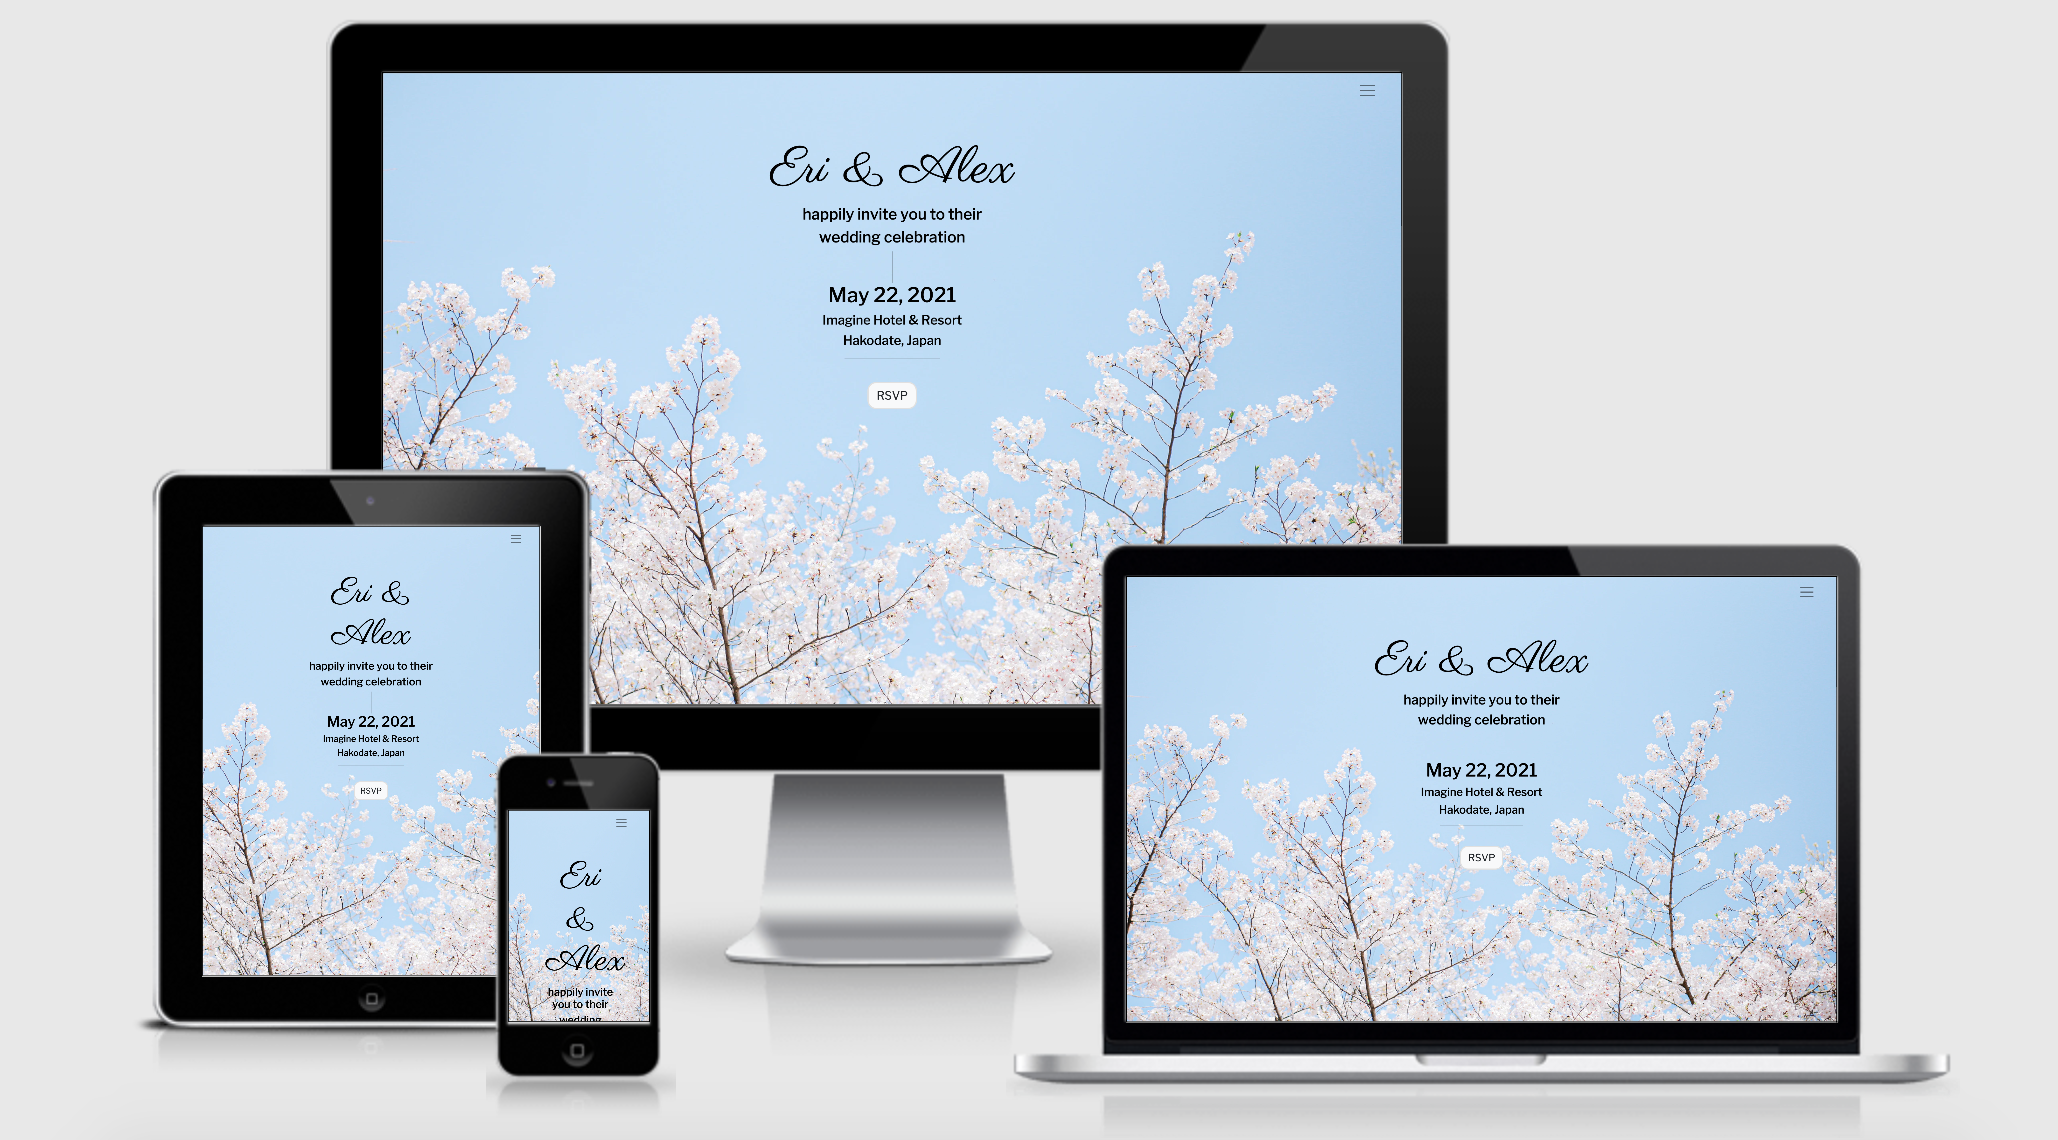 Eri & Alex
happily invite you to their
wedding celebration
May 22, 2021
Imagine Hotel & Resort
Hakodate, Japan
RSVP
Eri &
Alex
happily invite you to their
wedding celebration
May 22, 2021
Imagine Hotel & Resort
Hakodate, Japan
RSVP
Eri
&
Alex
happily invite
you to their
wedding
Eri & Alex
happily invite you to their
wedding celebration
May 22, 2021
Imagine Hotel & Resort
Hakodate, Japan
RSVP